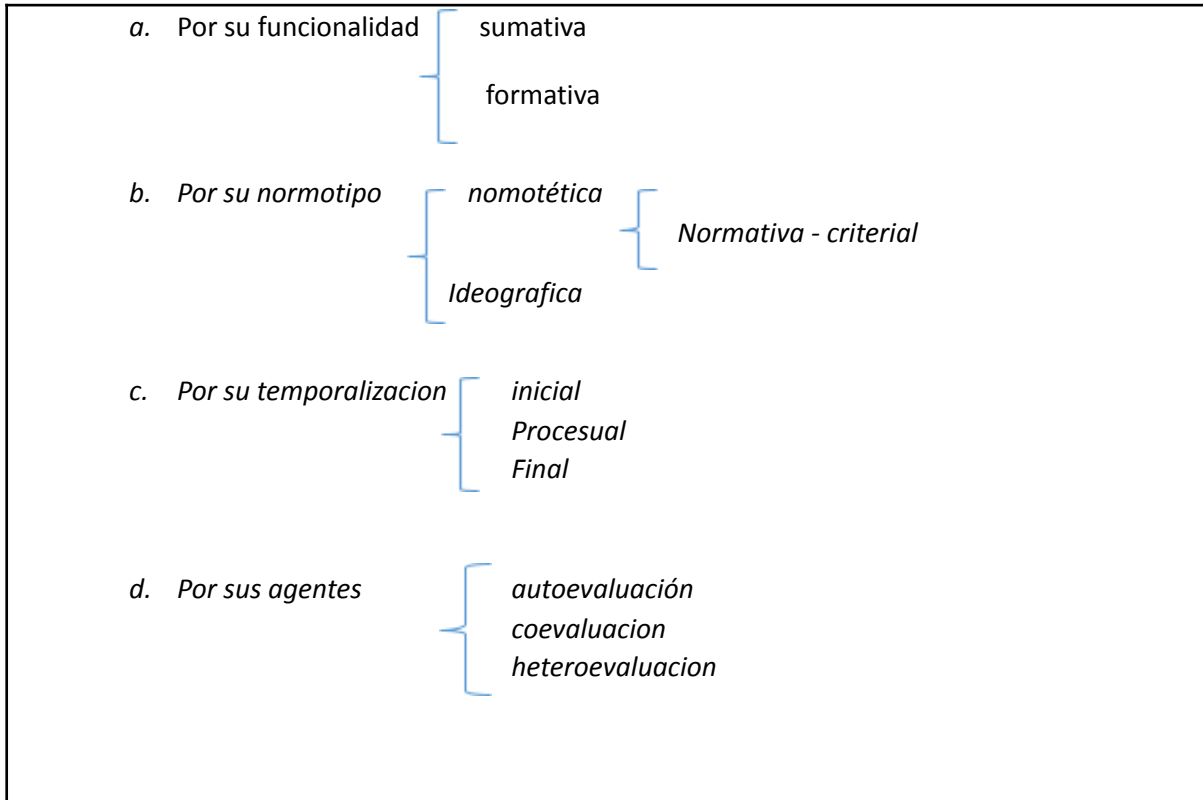 a. Por su funcionalidad sumativa
formativa
b. Por su normotipo nomotética
Normativa - criterial
Ideografica
c. Por su temporalizacion inicial
Procesual
Final
d. Por sus agentes autoevaluación
coevaluacion
heteroevaluacion